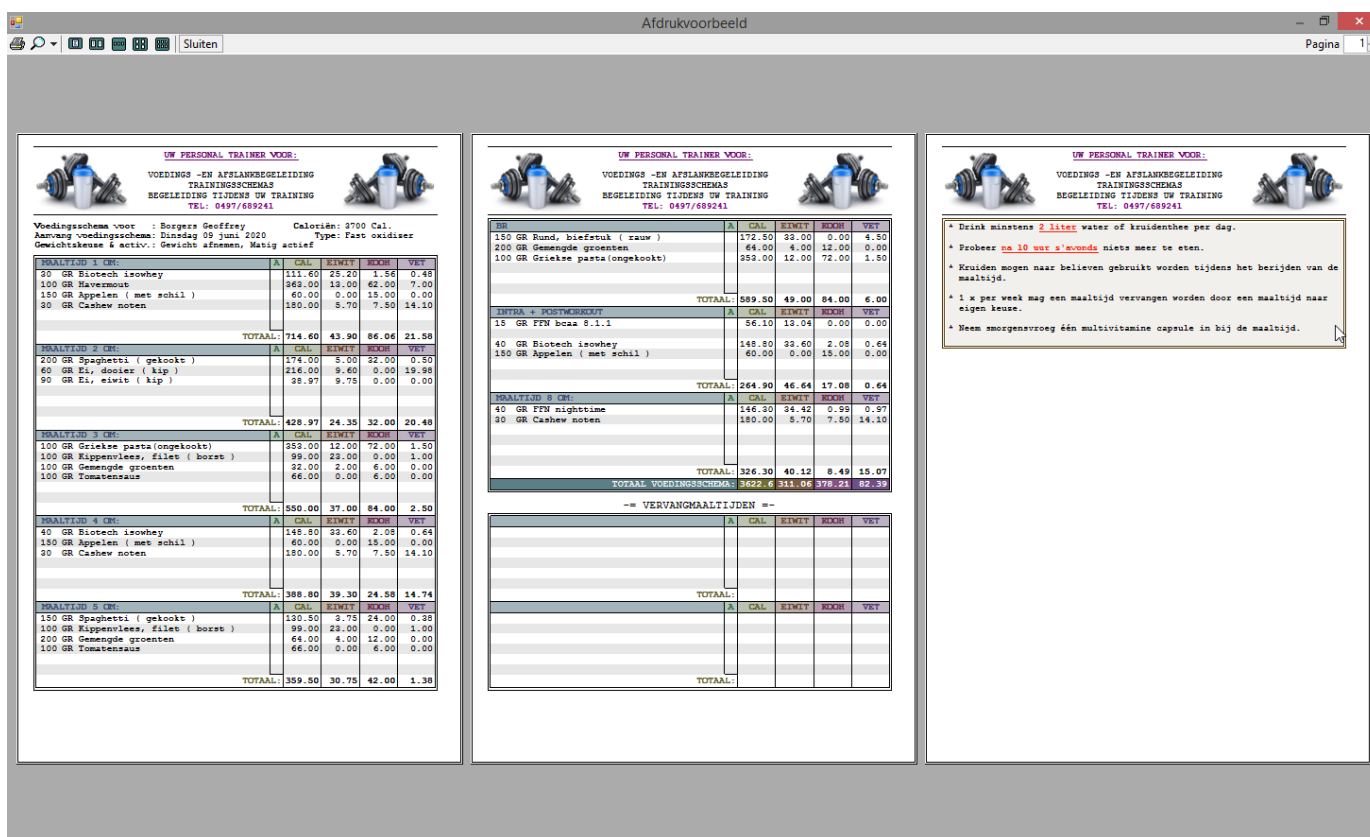 Afdrukvoorbeeld
Sluiten
Pagina 1
UW PERSONAL TRAINER VOOR:
VOEDINGS -EN AFSLANKBEGELEIDING
TRAININGSSCHEMAS
BEGELEIDING TIJDENS UW TRAINING
TEL: 0497/689241
Voedingsschema voor : Borgers Geoffrey Caloriën: 3700 Cal.
Aanvang voedingsschema: Dinsdag 09 juni 2020 Type: Fast oxidiser
Gewichtskeuse & activ.: Gewicht afnemen, Matig actief
MAALTIJD 1 OM: A CAL EIWIT KOOH VET
30 GR Biotech isowhey 111.60 25.20 1.56 0.48
100 GR Havermout 363.00 13.00 62.00 7.00
150 GR Appelen ( met schil ) 60.00 0.00 15.00 0.00
30 GR Cashew noten 180.00 5.70 7.50 14.10
TOTAAL: 714.60 43.90 86.06 21.58
MAALTIJD 2 OM: A CAL EIWIT KOOH VET
200 GR Spaghetti ( gekookt ) 174.00 5.00 32.00 0.50
60 GR Ei, dooier ( kip ) 216.00 9.60 0.00 19.98
90 GR Ei, eiwit ( kip ) 38.97 9.75 0.00 0.00
TOTAAL: 428.97 24.35 32.00 20.48
MAALTIJD 3 OM: A CAL EIWIT KOOH VET
100 GR Griekse pasta(ongekookt) 353.00 12.00 72.00 1.50
100 GR Kippenvlees, filet ( borst ) 99.00 23.00 0.00 1.00
100 GR Gemengde groenten 32.00 2.00 6.00 0.00
100 GR Tomatensaus 66.00 0.00 6.00 0.00
TOTAAL: 550.00 37.00 84.00 2.50
MAALTIJD 4 OM: A CAL EIWIT KOOH VET
40 GR Biotech isowhey 148.80 33.60 2.08 0.64
150 GR Appelen ( met schil ) 60.00 0.00 15.00 0.00
30 GR Cashew noten 180.00 5.70 7.50 14.10
TOTAAL: 388.80 39.30 24.58 14.74
MAALTIJD 5 OM: A CAL EIWIT KOOH VET
150 GR Spaghetti ( gekookt ) 130.50 3.75 24.00 0.38
100 GR Kippenvlees, filet ( borst ) 99.00 23.00 0.00 1.00
200 GR Gemengde groenten 64.00 4.00 12.00 0.00
100 GR Tomatensaus 66.00 0.00 6.00 0.00
TOTAAL: 359.50 30.75 42.00 1.38
UW PERSONAL TRAINER VOOR:
VOEDINGS -EN AFSLANKBEGELEIDING
TRAININGSSCHEMAS
BEGELEIDING TIJDENS UW TRAINING
TEL: 0497/689241
BR A CAL EIWIT KOOH VET
150 GR Rund, biefstuk ( rauw ) 172.50 33.00 0.00 4.50
200 GR Gemengde groenten 64.00 4.00 12.00 0.00
100 GR Griekse pasta(ongekookt) 353.00 12.00 72.00 1.50
TOTAAL: 589.50 49.00 84.00 6.00
INTRA + POSTWORKOUT A CAL EIWIT KOOH VET
15 GR FFN bcaa 8.1.1 56.10 13.04 0.00 0.00
40 GR Biotech isowhey 148.80 33.60 2.08 0.64
150 GR Appelen ( met schil ) 60.00 0.00 15.00 0.00
TOTAAL: 264.90 46.64 17.08 0.64
MAALTIJD 8 OM: A CAL EIWIT KOOH VET
40 GR FFN nighttime 146.30 34.42 0.99 0.97
30 GR Cashew noten 180.00 5.70 7.50 14.10
TOTAAL: 326.30 40.12 8.49 15.07
TOTAAL VOEDINGSSCHEMA: 3622.6 311.06 378.21 82.39
-= VERVANGMAALTIJDEN =-
A CAL EIWIT KOOH VET
TOTAAL:
A CAL EIWIT KOOH VET
TOTAAL:
UW PERSONAL TRAINER VOOR:
VOEDINGS -EN AFSLANKBEGELEIDING
TRAININGSSCHEMAS
BEGELEIDING TIJDENS UW TRAINING
TEL: 0497/689241
* Drink minstens 2 liter water of kruidenthee per dag.
* Probeer na 10 uur s'avonds niets meer te eten.
* Kruiden mogen naar believen gebruikt worden tijdens het berijden van de
maaltijd.
* 1 x per week mag een maaltijd vervangen worden door een maaltijd naar
eigen keuse.
* Neem smorgensvroeg één multivitamine capsule in bij de maaltijd.